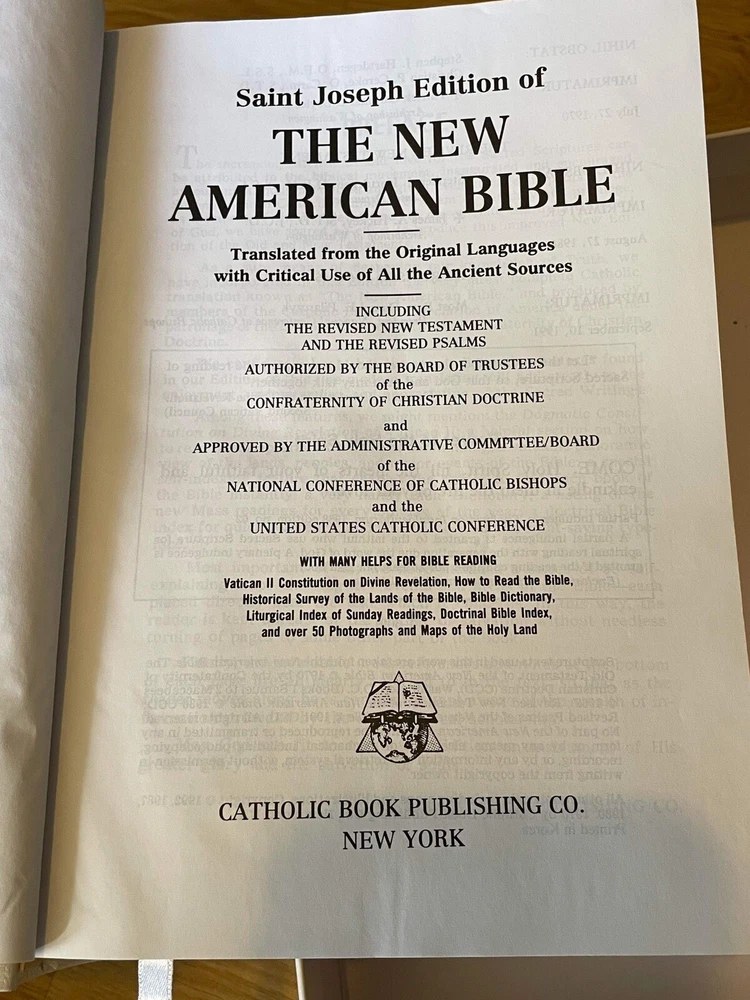 Saint Joseph Edition of
THE NEW
AMERICAN BIBLE
Translated from the Original Languages
with Critical Use of All the Ancient Sources
INCLUDING
THE REVISED NEW TESTAMENT
AND THE REVISED PSALMS
AUTHORIZED BY THE BOARD OF TRUSTEES
of the
CONFRATERNITY OF CHRISTIAN DOCTRINE
and
APPROVED BY THE ADMINISTRATIVE COMMITTEE/BOARD
of the
NATIONAL CONFERENCE OF CATHOLIC BISHOPS
and the
UNITED STATES CATHOLIC CONFERENCE
WITH MANY HELPS FOR BIBLE READING
Vatican II Constitution on Divine Revelation, How to Read the Bible,
Historical Survey of the Lands of the Bible, Bible Dictionary,
Liturgical Index of Sunday Readings, Doctrinal Bible Index,
and over 50 Photographs and Maps of the Holy Land
CATHOLIC BOOK PUBLISHING CO.
NEW YORK